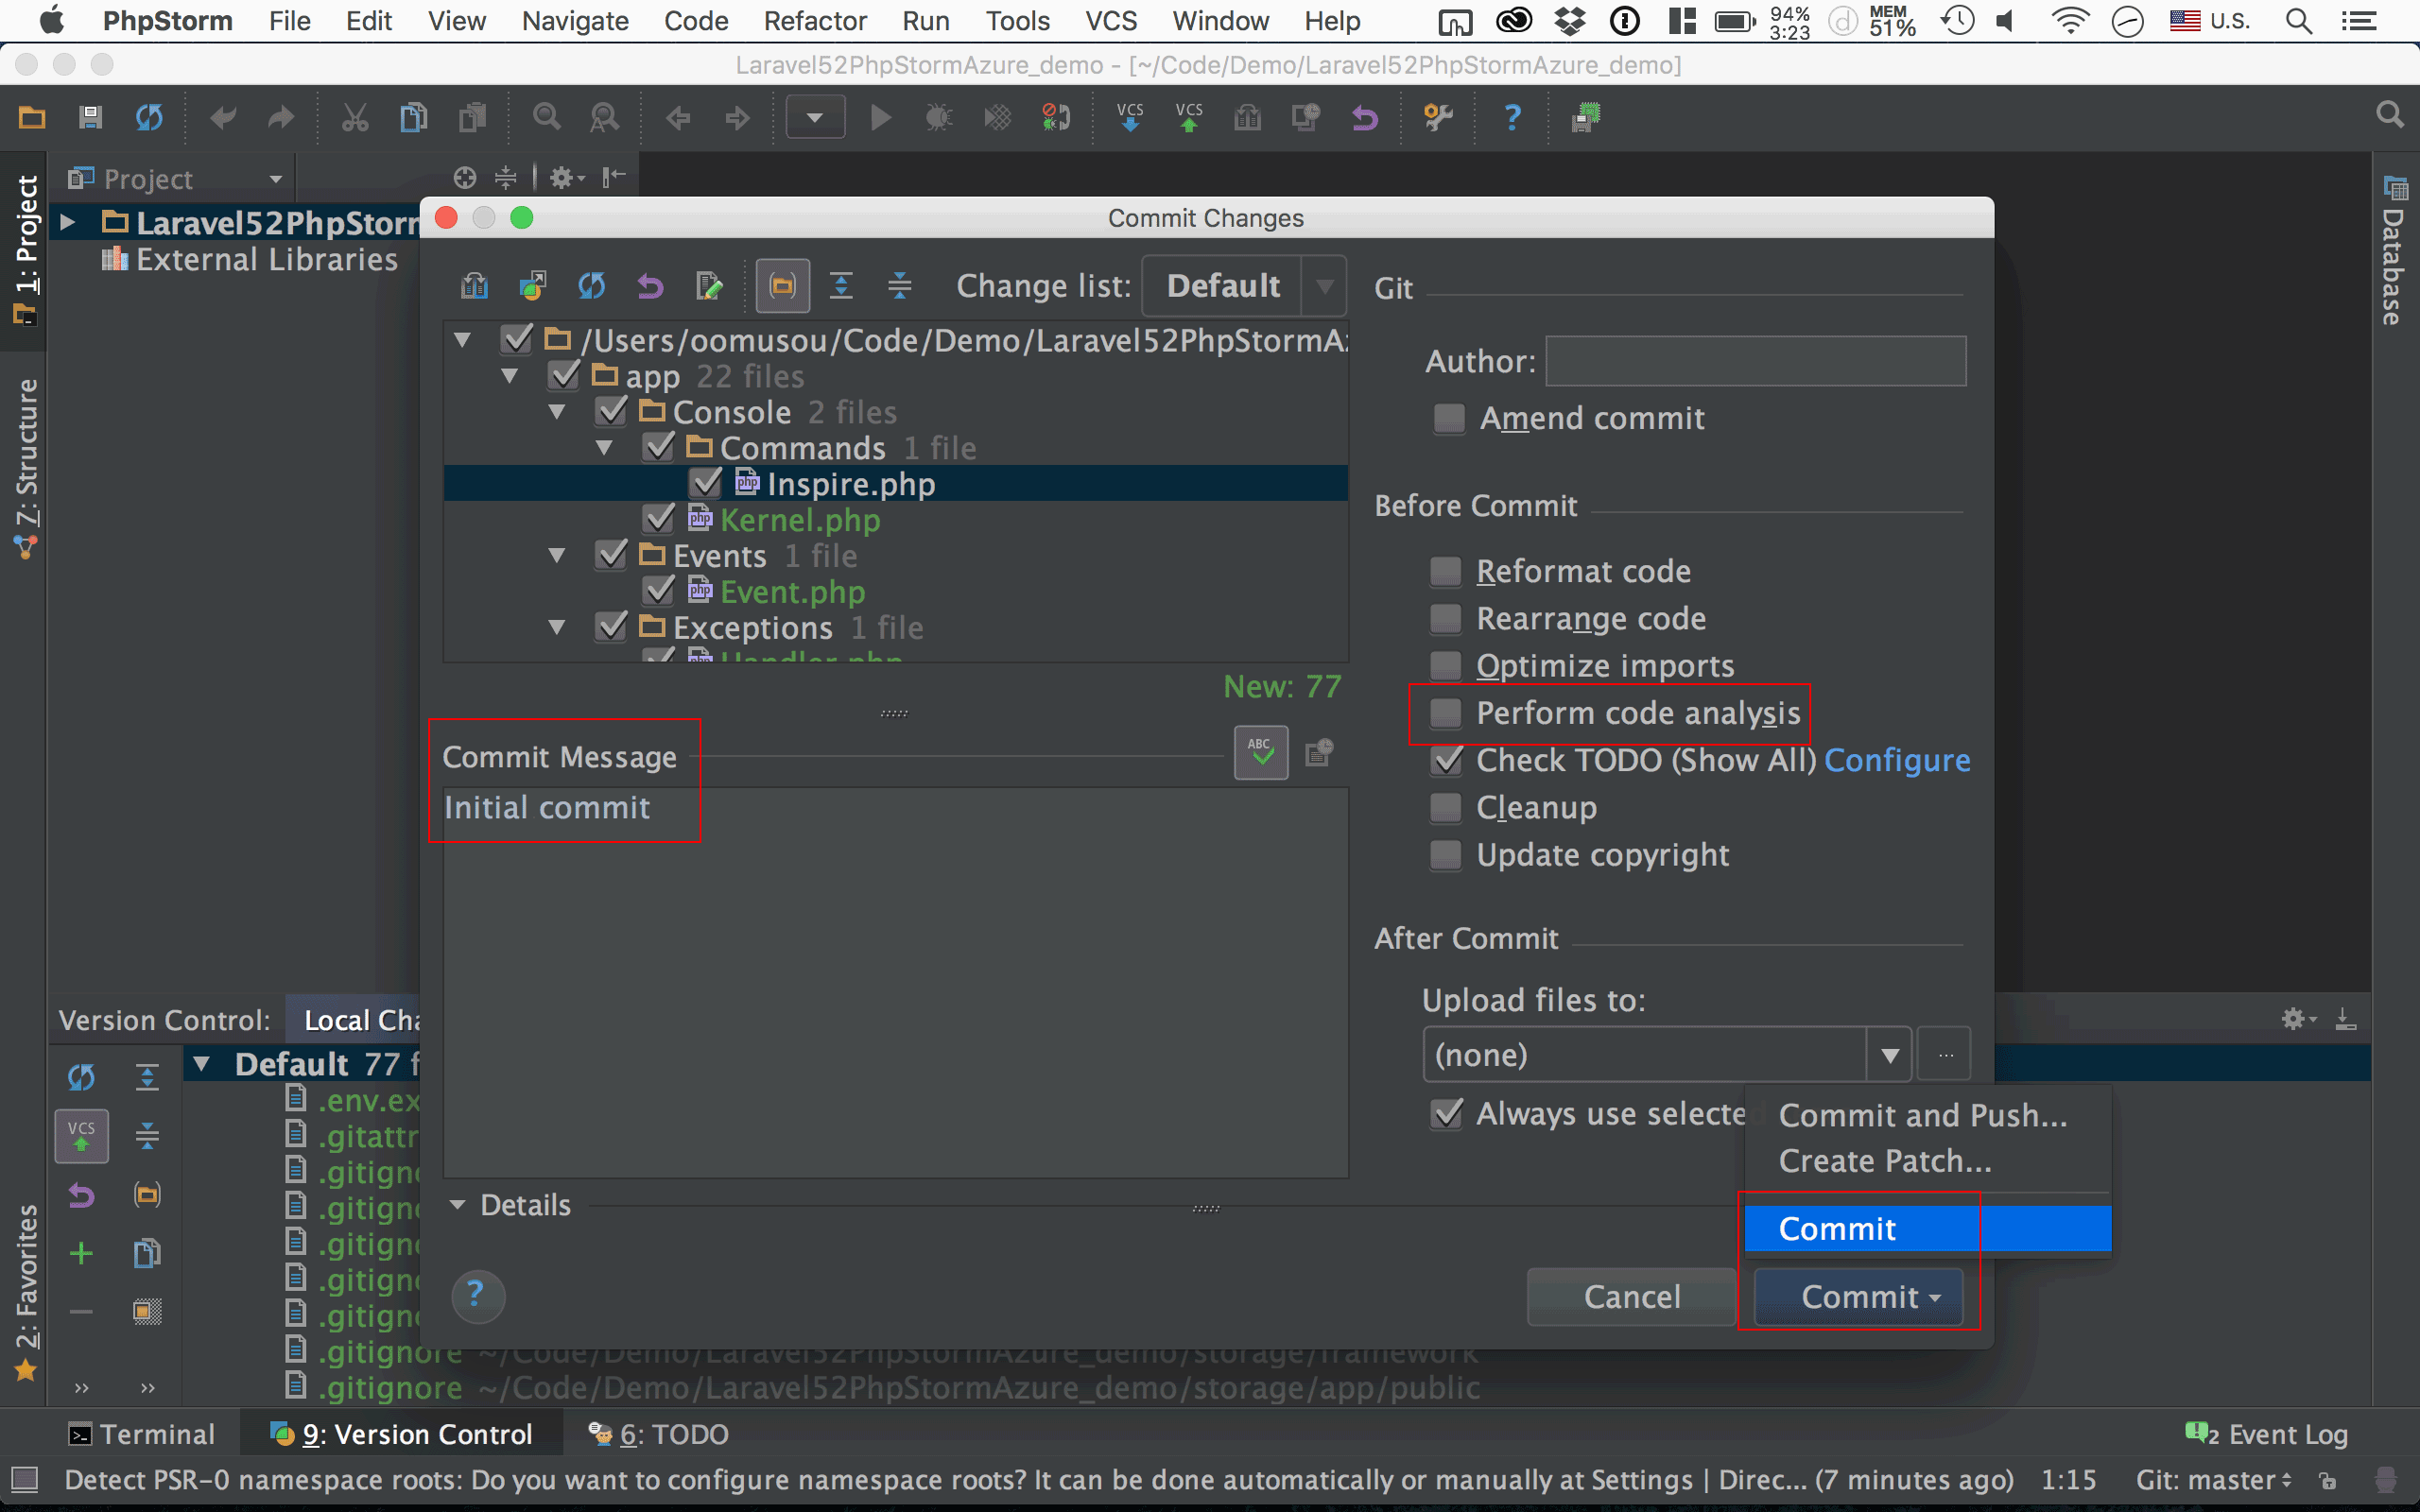 PhpStorm File Edit View Navigate Code Refactor Run Tools VCS Window Help 94% 3:23 MEM 51% U.S.
Laravel52PhpStormAzure_demo - [~/Code/Demo/Laravel52PhpStormAzure_demo]
VCS VCS
Project
1: Project
Laravel52PhpStorm
External Libraries
Z: Structure
2: Favorites
Database
Commit Changes
Change list: Default
/Users/oomusou/Code/Demo/Laravel52PhpStormA
app 22 files
Console 2 files
Commands 1 file
Inspire.php
Kernel.php
Events 1 file
Event.php
Exceptions 1 file
Handler.php
New: 77
Commit Message
ABC
Initial commit
Details
Git
Author:
Amend commit
Before Commit
Reformat code
Rearrange code
Optimize imports
Perform code analysis
Check TODO (Show All) Configure
Cleanup
Update copyright
After Commit
Upload files to:
(none) ...
Always use selected
Commit and Push...
Create Patch...
Commit
Cancel Commit
Version Control: Local Cha
Default 77 f
VCS
.env.ex
.gitattr
.gitigno
.gitigno
.gitigno
.gitigno
.gitigno
.gitignore ~/Code/Demo/Laravel52PhpStormAzure_demo/storage/framework
.gitignore ~/Code/Demo/Laravel52PhpStormAzure_demo/storage/app/public
Terminal 9: Version Control 6: TODO 2 Event Log
Detect PSR-0 namespace roots: Do you want to configure namespace roots? It can be done automatically or manually at Settings | Direc... (7 minutes ago) 1:15 Git: master